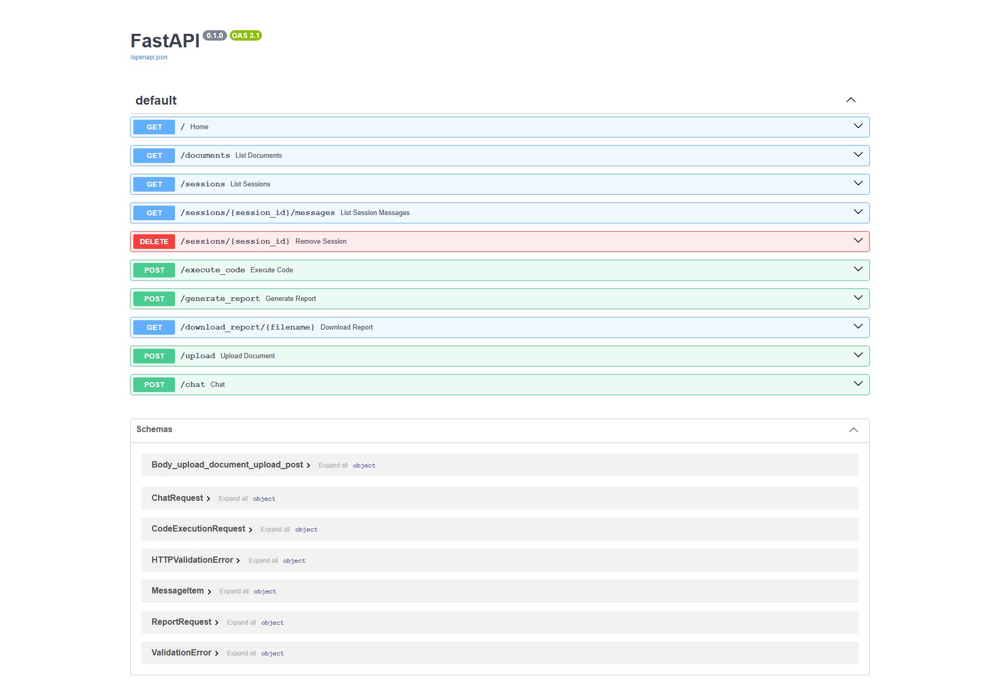 FastAPI 0.1.0 OAS 3.1
/openapi.json
default
GET / Home
GET /documents List Documents
GET /sessions List Sessions
GET /sessions/{session_id}/messages List Session Messages
DELETE /sessions/{session_id} Remove Session
POST /execute_code Execute Code
POST /generate_report Generate Report
GET /download_report/{filename} Download Report
POST /upload Upload Document
POST /chat Chat
Schemas
Body_upload_document_upload_post Expand all object
ChatRequest Expand all object
CodeExecutionRequest Expand all object
HTTPValidationError Expand all object
MessageItem Expand all object
ReportRequest Expand all object
ValidationError Expand all object